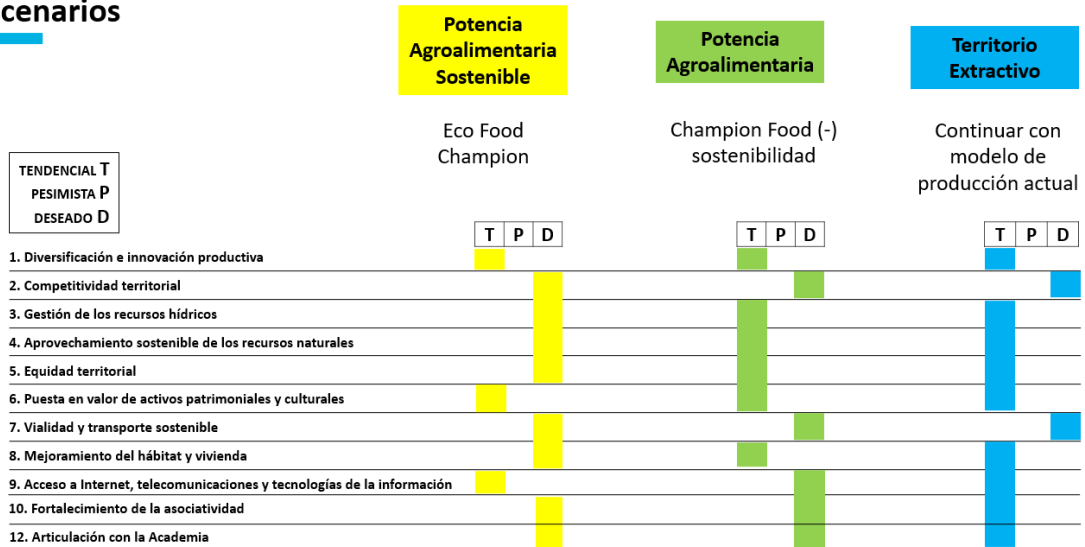 cenarios
Potencia
Agroalimentaria
Sostenible
Potencia
Agroalimentaria
Territorio
Extractivo
Eco Food
Champion
Champion Food (-)
sostenibilidad
Continuar con
modelo de
producción actual
TENDENCIAL T
PESIMISTA P
DESEADO D
T P D
T P D
T P D
1. Diversificación e innovación productiva
2. Competitividad territorial
3. Gestión de los recursos hídricos
4. Aprovechamiento sostenible de los recursos naturales
5. Equidad territorial
6. Puesta en valor de activos patrimoniales y culturales
7. Vialidad y transporte sostenible
8. Mejoramiento del hábitat y vivienda
9. Acceso a Internet, telecomunicaciones y tecnologías de la información
10. Fortalecimiento de la asociatividad
12. Articulación con la Academia